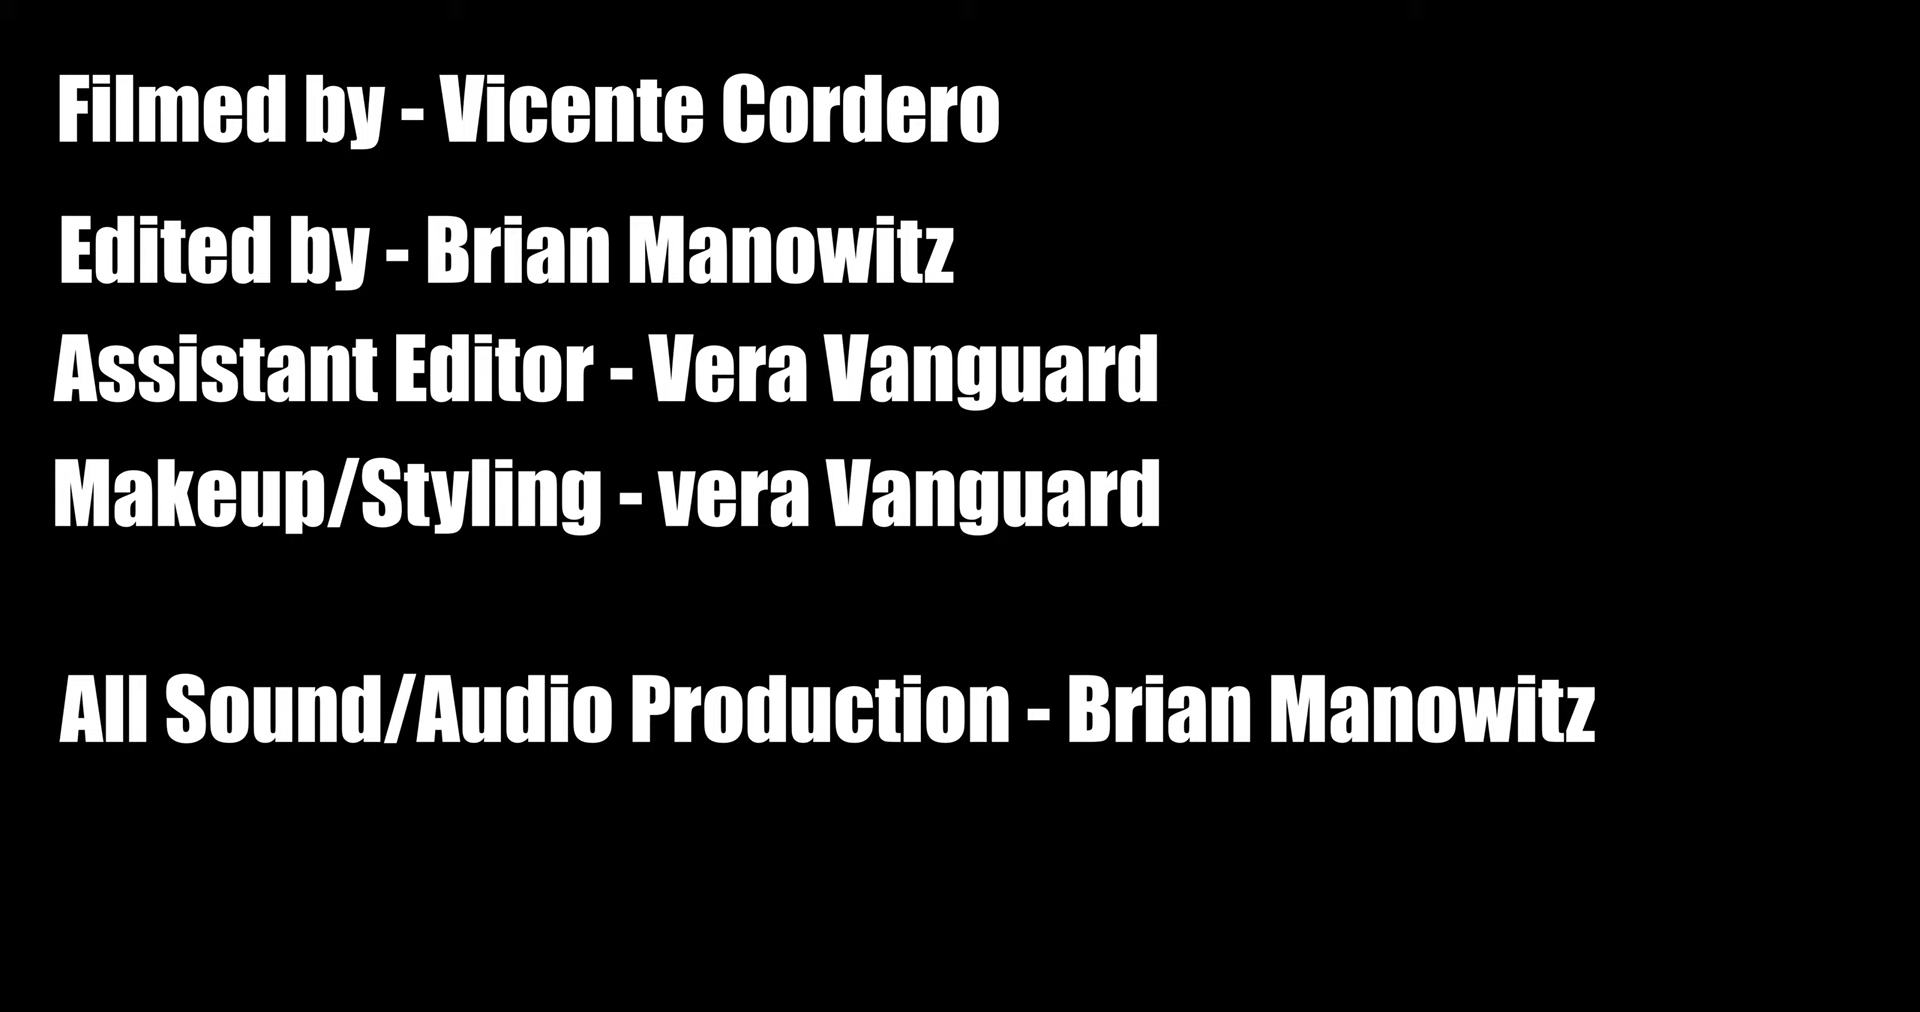 Filmed by - Vicente Cordero
Edited by - Brian Manowitz
Assistant Editor - Vera Vanguard
Makeup/Styling - vera Vanguard
All Sound/Audio Production - Brian Manowitz